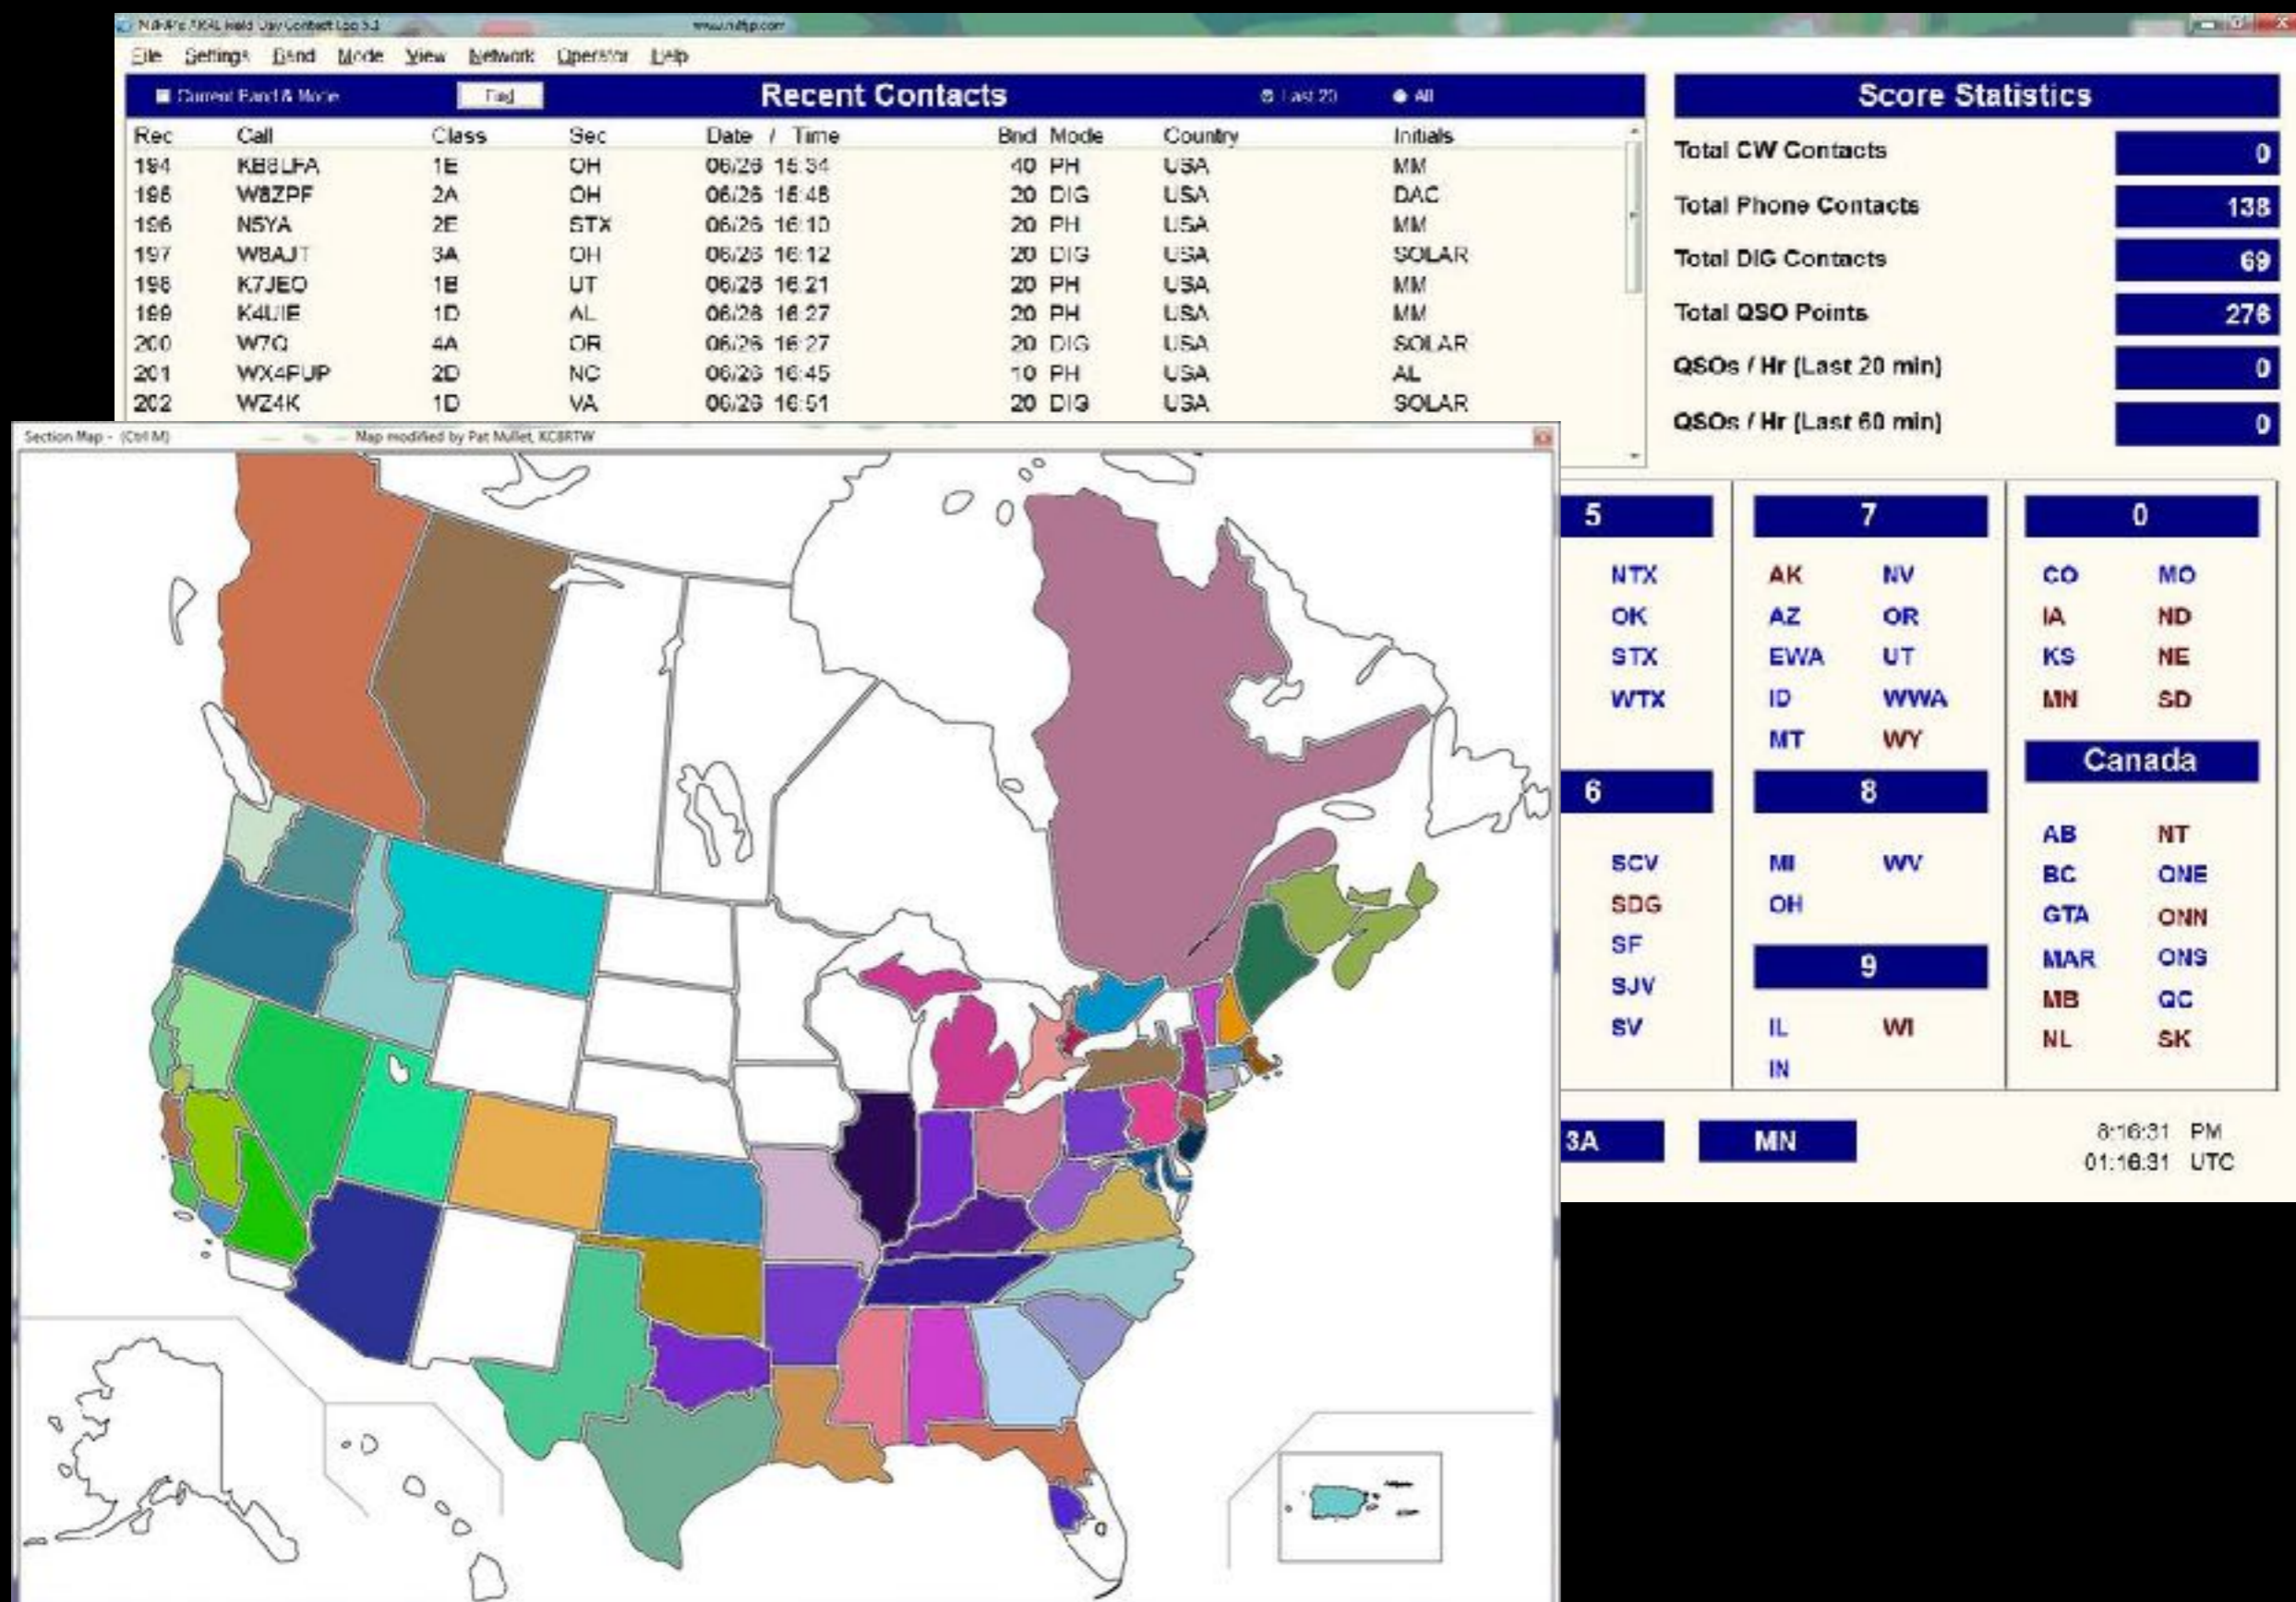 N3FJP's ARRL Field Day Contact Log 5.1 www.n3fjp.com
File Settings Band Mode View Network Operator Help
Current Band & Mode Find Recent Contacts Last 20 All
Rec Call Class Sec Date / Time Bnd Mode Country Initials
194 KB8LFA 1E OH 06/26 15:34 40 PH USA MM
195 W8ZPF 2A OH 06/26 15:48 20 DIG USA DAC
196 N5YA 2E STX 06/26 16:10 20 PH USA MM
197 W8AJT 3A OH 06/26 16:12 20 DIG USA SOLAR
198 K7JEO 1B UT 06/26 16:21 20 PH USA MM
199 K4UIE 1D AL 06/26 16:27 20 PH USA MM
200 W7Q 4A OR 06/26 16:27 20 DIG USA SOLAR
201 WX4PUP 2D NC 06/26 16:45 10 PH USA AL
202 WZ4K 1D VA 06/26 16:51 20 DIG USA SOLAR
Score Statistics
Total CW Contacts 0
Total Phone Contacts 138
Total DIG Contacts 69
Total QSO Points 276
QSOs / Hr (Last 20 min) 0
QSOs / Hr (Last 60 min) 0
Section Map - (Ctrl M) Map modified by Pat Mullet, KC8RTW
5
NTX
OK
STX
WTX
6
SCV
SDG
SF
SJV
SV
7
AK NV
AZ OR
EWA UT
ID WWA
MT WY
8
MI WV
OH
9
IL WI
IN
0
CO MO
IA ND
KS NE
MN SD
Canada
AB NT
BC ONE
GTA ONN
MAR ONS
MB QC
NL SK
3A MN
8:16:31 PM
01:16:31 UTC